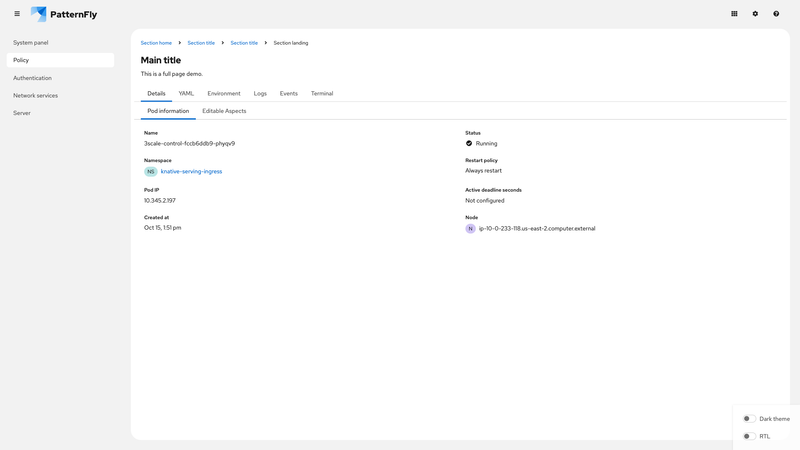 PatternFly
System panel
Policy
Authentication
Network services
Server
Section home
Section title
Section title
Section landing
Main title
This is a full page demo.
Details
YAML
Environment
Logs
Events
Terminal
Pod information
Editable Aspects
Name
3scale-control-fccb6ddb9-phyqv9
Status
Running
Namespace
NS knative-serving-ingress
Restart policy
Always restart
Pod IP
10.345.2.197
Active deadline seconds
Not configured
Created at
Oct 15, 1:51 pm
Node
N ip-10-0-233-118.us-east-2.computer.external
Dark theme
RTL